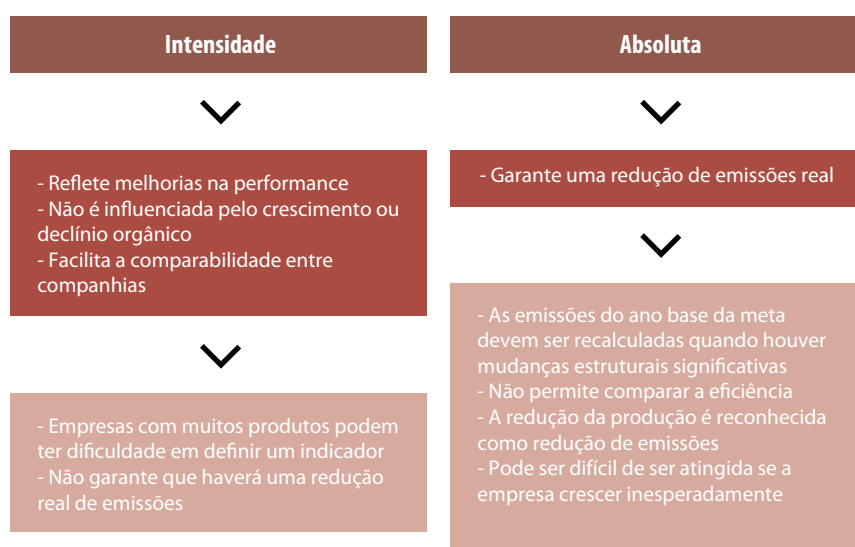 Intensidade
- Reflete melhorias na performance
- Não é influenciada pelo crescimento ou
declínio orgânico
- Facilita a comparabilidade entre
companhias
- Empresas com muitos produtos podem
ter dificuldade em definir um indicador
- Não garante que haverá uma redução
real de emissões
Absoluta
- Garante uma redução de emissões real
- As emissões do ano base da meta
devem ser recalculadas quando houver
mudanças estruturais significativas
- Não permite comparar a eficiência
- A redução da produção é reconhecida
como redução de emissões
- Pode ser difícil de ser atingida se a
empresa crescer inesperadamente